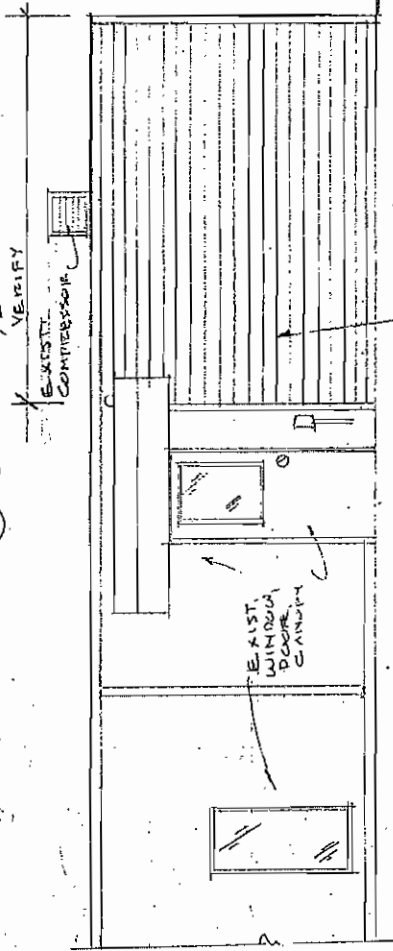 VERIFY
EXIST.
COMPRESSOR
EXIST.
WINDOW,
DOOR,
CANOPY